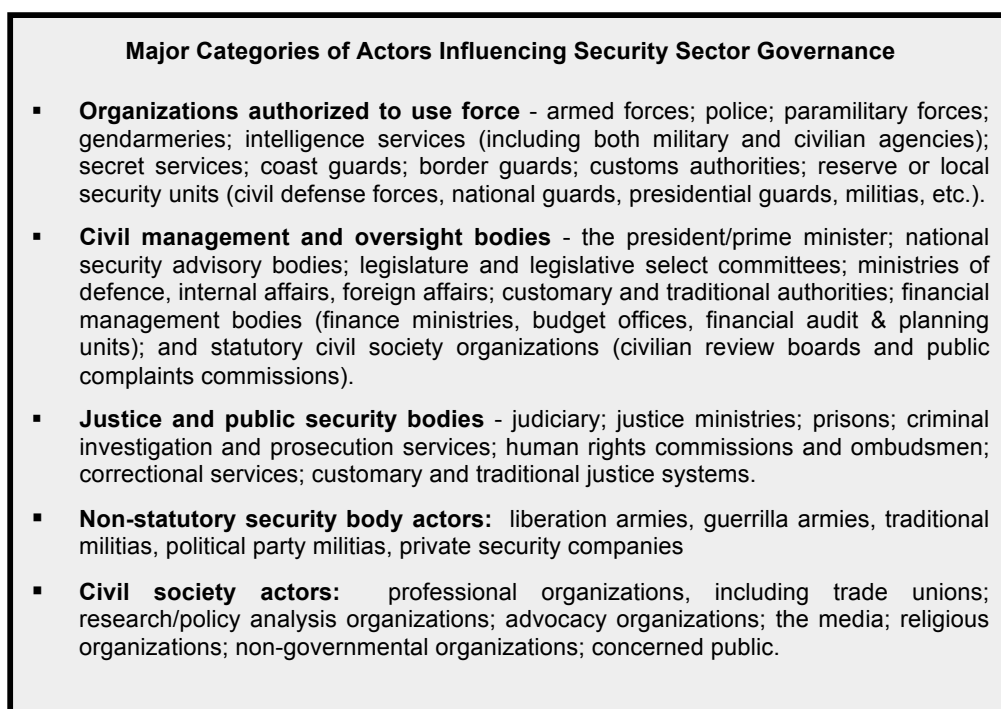 Major Categories of Actors Influencing Security Sector Governance
▪ Organizations authorized to use force - armed forces; police; paramilitary forces;
gendarmeries; intelligence services (including both military and civilian agencies);
secret services; coast guards; border guards; customs authorities; reserve or local
security units (civil defense forces, national guards, presidential guards, militias, etc.).
▪ Civil management and oversight bodies - the president/prime minister; national
security advisory bodies; legislature and legislative select committees; ministries of
defence, internal affairs, foreign affairs; customary and traditional authorities; financial
management bodies (finance ministries, budget offices, financial audit & planning
units); and statutory civil society organizations (civilian review boards and public
complaints commissions).
▪ Justice and public security bodies - judiciary; justice ministries; prisons; criminal
investigation and prosecution services; human rights commissions and ombudsmen;
correctional services; customary and traditional justice systems.
▪ Non-statutory security body actors: liberation armies, guerrilla armies, traditional
militias, political party militias, private security companies
▪ Civil society actors: professional organizations, including trade unions;
research/policy analysis organizations; advocacy organizations; the media; religious
organizations; non-governmental organizations; concerned public.